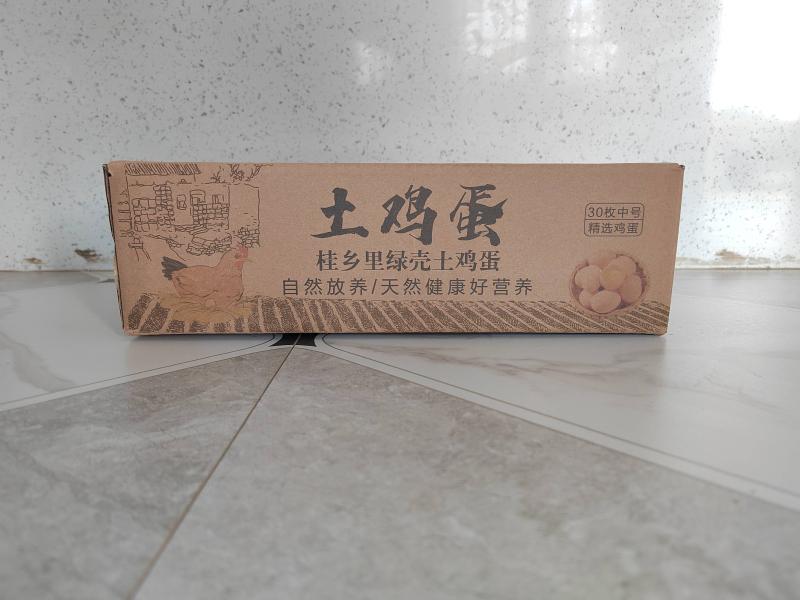 土鸡蛋
桂乡里绿壳土鸡蛋
自然放养/天然健康好营养
30枚中号
精选鸡蛋